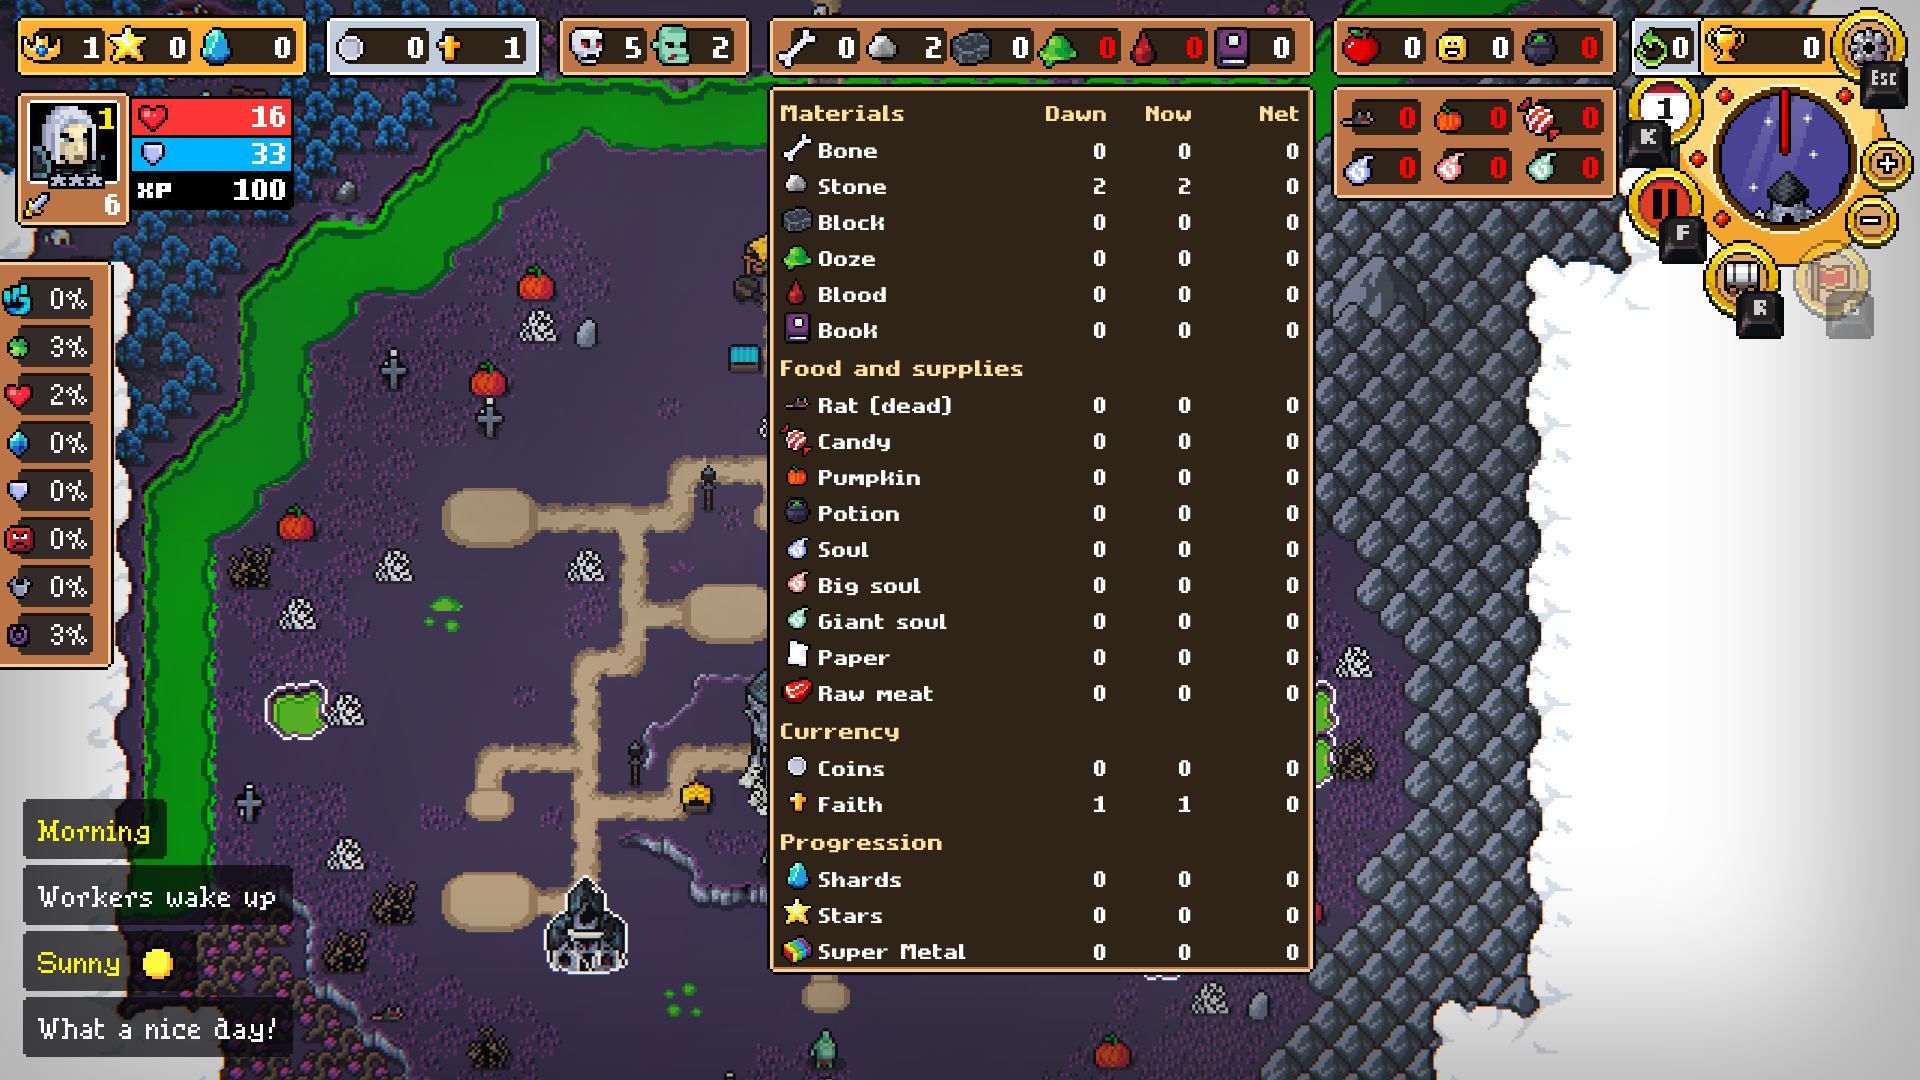 1 0 0 0 1 5 2 0 2 0 0 0 0 0 0 0 0 0
Esc
1
16
33
XP 100
6
0 0 0
0 0 0
1
K
F
R
0%
3%
2%
0%
0%
0%
0%
3%
Materials Dawn Now Net
Bone 0 0 0
Stone 2 2 0
Block 0 0 0
Ooze 0 0 0
Blood 0 0 0
Book 0 0 0
Food and supplies
Rat (dead) 0 0 0
Candy 0 0 0
Pumpkin 0 0 0
Potion 0 0 0
Soul 0 0 0
Big soul 0 0 0
Giant soul 0 0 0
Paper 0 0 0
Raw meat 0 0 0
Currency
Coins 0 0 0
Faith 1 1 0
Progression
Shards 0 0 0
Stars 0 0 0
Super Metal 0 0 0
Morning
Workers wake up
Sunny
What a nice day!